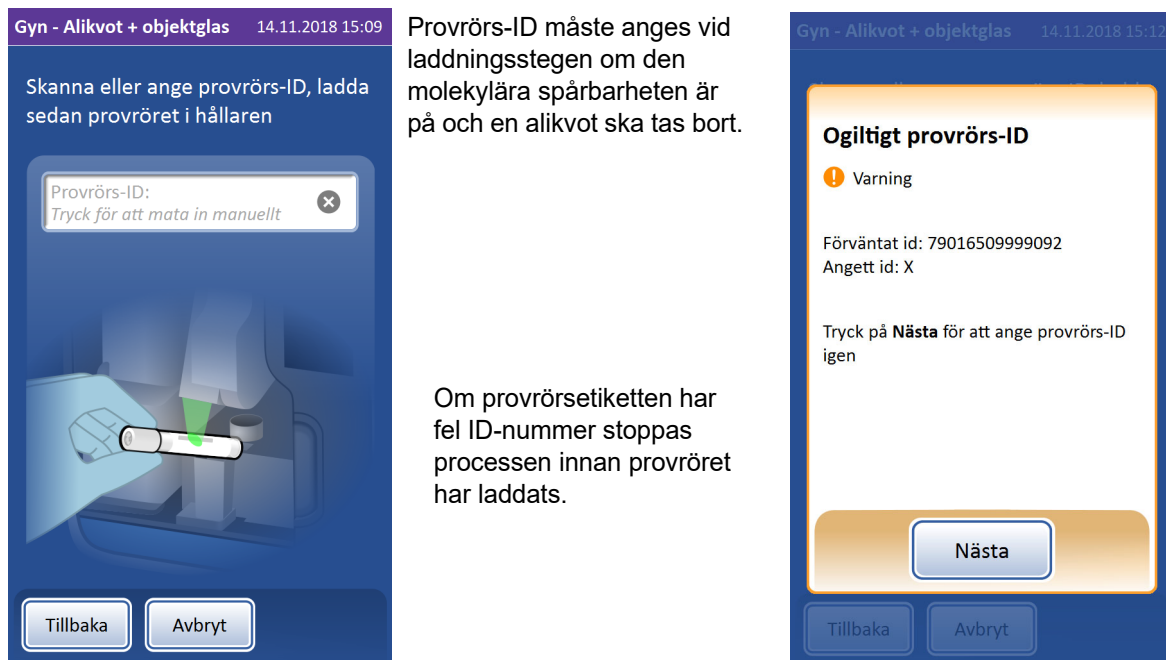 Gyn - Alikvot + objektglas 14.11.2018 15:09
Skanna eller ange provrörs-ID, ladda
sedan provröret i hållaren
Provrörs-ID:
Tryck för att mata in manuellt
Tillbaka Avbryt
Provrörs-ID måste anges vid
laddningsstegen om den
molekylära spårbarheten är
på och en alikvot ska tas bort.
Om provrörsetiketten har
fel ID-nummer stoppas
processen innan provröret
har laddats.
Gyn - Alikvot + objektglas 14.11.2018 15:12
Ogiltigt provrörs-ID
Varning
Förväntat id: 79016509999092
Angett id: X
Tryck på Nästa för att ange provrörs-ID
igen
Nästa
Tillbaka Avbryt